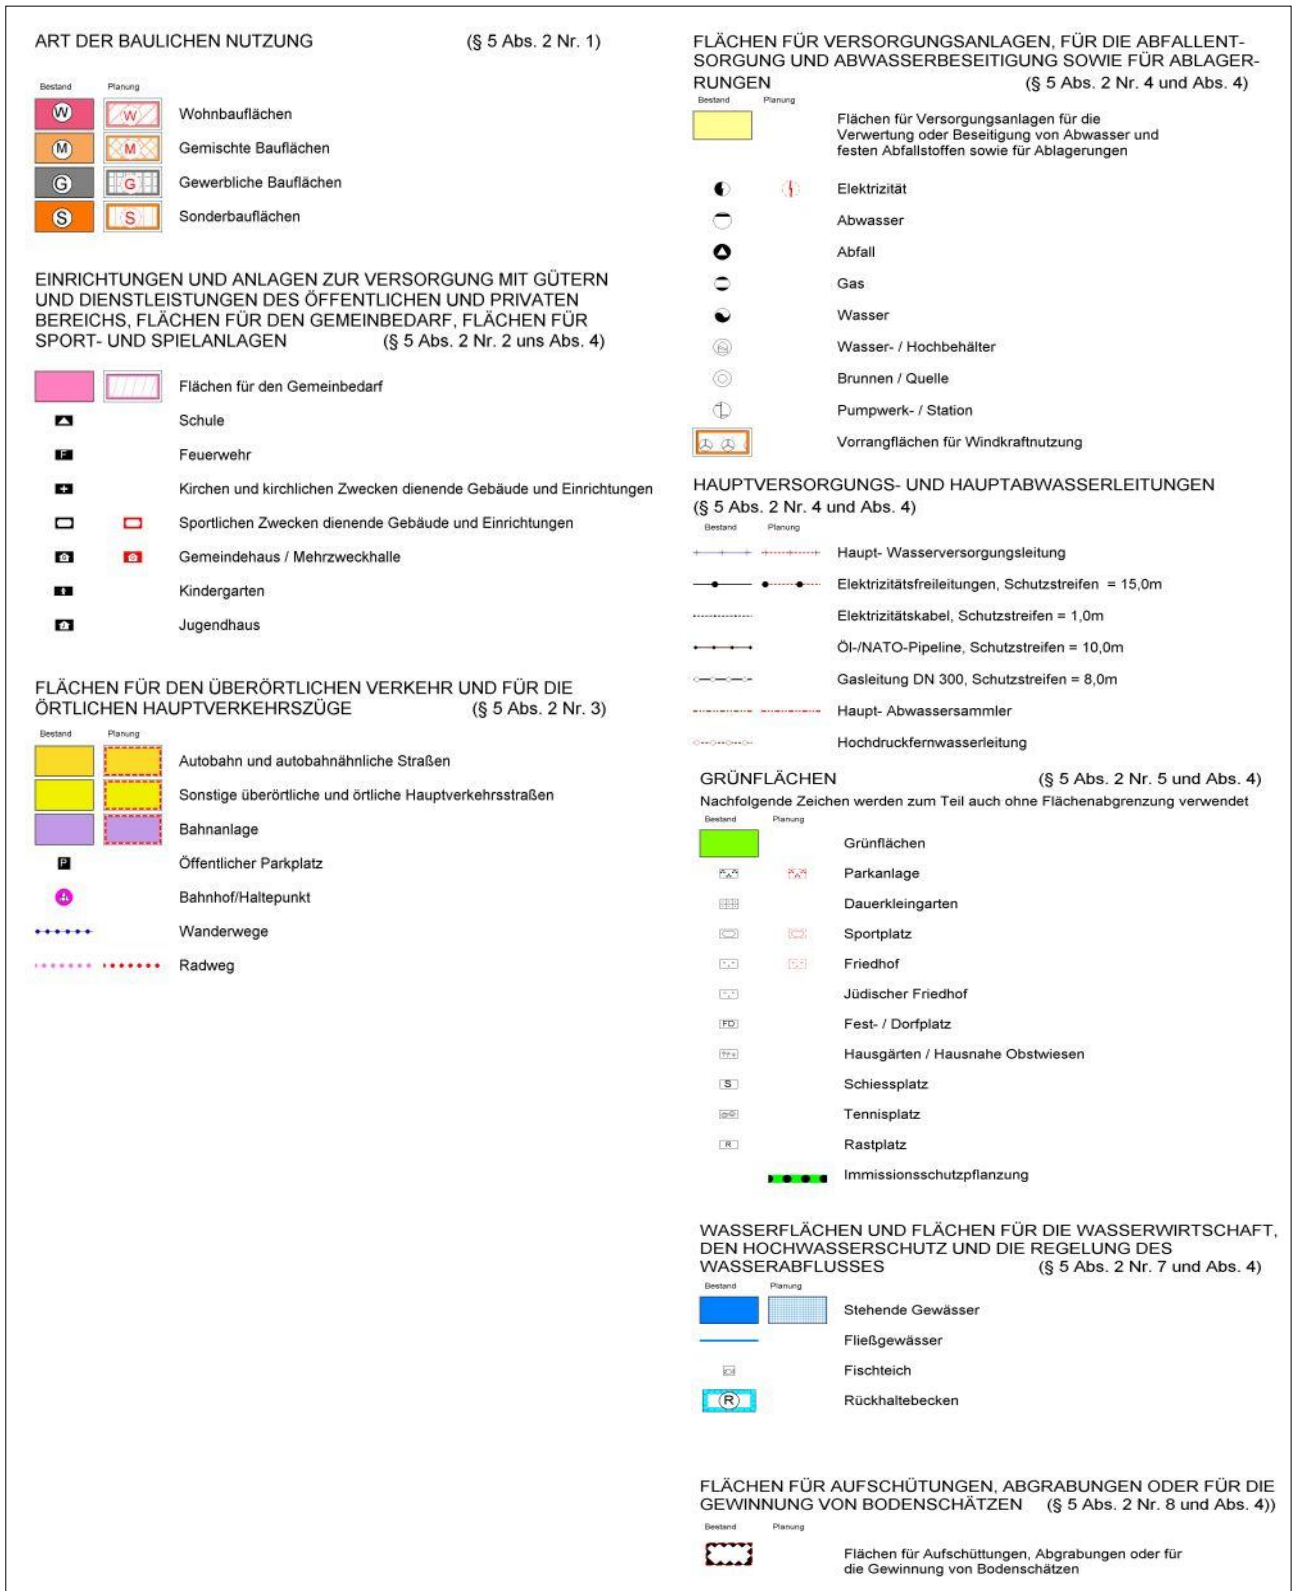 ART DER BAULICHEN NUTZUNG (§ 5 Abs. 2 Nr. 1)
Bestand Planung
W W Wohnbauflächen
M M Gemischte Bauflächen
G G Gewerbliche Bauflächen
S S Sonderbauflächen
EINRICHTUNGEN UND ANLAGEN ZUR VERSORGUNG MIT GÜTERN
UND DIENSTLEISTUNGEN DES ÖFFENTLICHEN UND PRIVATEN
BEREICHS, FLÄCHEN FÜR DEN GEMEINBEDARF, FLÄCHEN FÜR
SPORT- UND SPIELANLAGEN (§ 5 Abs. 2 Nr. 2 uns Abs. 4)
Flächen für den Gemeinbedarf
Schule
F Feuerwehr
Kirchen und kirchlichen Zwecken dienende Gebäude und Einrichtungen
Sportlichen Zwecken dienende Gebäude und Einrichtungen
Gemeindehaus / Mehrzweckhalle
Kindergarten
Jugendhaus
FLÄCHEN FÜR DEN ÜBERÖRTLICHEN VERKEHR UND FÜR DIE
ÖRTLICHEN HAUPTVERKEHRSZÜGE (§ 5 Abs. 2 Nr. 3)
Bestand Planung
Autobahn und autobahnähnliche Straßen
Sonstige überörtliche und örtliche Hauptverkehrsstraßen
Bahnanlage
P Öffentlicher Parkplatz
Bahnhof/Haltepunkt
Wanderwege
Radweg
FLÄCHEN FÜR VERSORGUNGSANLAGEN, FÜR DIE ABFALLENT-
SORGUNG UND ABWASSERBESEITIGUNG SOWIE FÜR ABLAGER-
RUNGEN (§ 5 Abs. 2 Nr. 4 und Abs. 4)
Bestand Planung
Flächen für Versorgungsanlagen für die
Verwertung oder Beseitigung von Abwasser und
festen Abfallstoffen sowie für Ablagerungen
Elektrizität
Abwasser
Abfall
Gas
Wasser
Wasser- / Hochbehälter
Brunnen / Quelle
Pumpwerk- / Station
Vorrangflächen für Windkraftnutzung
HAUPTVERSORGUNGS- UND HAUPTABWASSERLEITUNGEN
(§ 5 Abs. 2 Nr. 4 und Abs. 4)
Bestand Planung
Haupt- Wasserversorgungsleitung
Elektrizitätsfreileitungen, Schutzstreifen = 15,0m
Elektrizitätskabel, Schutzstreifen = 1,0m
Öl-/NATO-Pipeline, Schutzstreifen = 10,0m
Gasleitung DN 300, Schutzstreifen = 8,0m
Haupt- Abwassersammler
Hochdruckfernwasserleitung
GRÜNFLÄCHEN (§ 5 Abs. 2 Nr. 5 und Abs. 4)
Nachfolgende Zeichen werden zum Teil auch ohne Flächenabgrenzung verwendet
Bestand Planung
Grünflächen
Parkanlage
Dauerkleingarten
Sportplatz
Friedhof
Jüdischer Friedhof
FD Fest- / Dorfplatz
Hausgärten / Hausnahe Obstwiesen
S Schiessplatz
Tennisplatz
R Rastplatz
Immissionsschutzpflanzung
WASSERFLÄCHEN UND FLÄCHEN FÜR DIE WASSERWIRTSCHAFT,
DEN HOCHWASSERSCHUTZ UND DIE REGELUNG DES
WASSERABFLUSSES (§ 5 Abs. 2 Nr. 7 und Abs. 4)
Bestand Planung
Stehende Gewässer
Fließgewässer
Fischteich
R Rückhaltebecken
FLÄCHEN FÜR AUFSCHÜTUNGEN, ABGRABUNGEN ODER FÜR DIE
GEWINNUNG VON BODENSCHÄTZEN (§ 5 Abs. 2 Nr. 8 und Abs. 4))
Bestand Planung
Flächen für Aufschüttungen, Abgrabungen oder für
die Gewinnung von Bodenschätzen